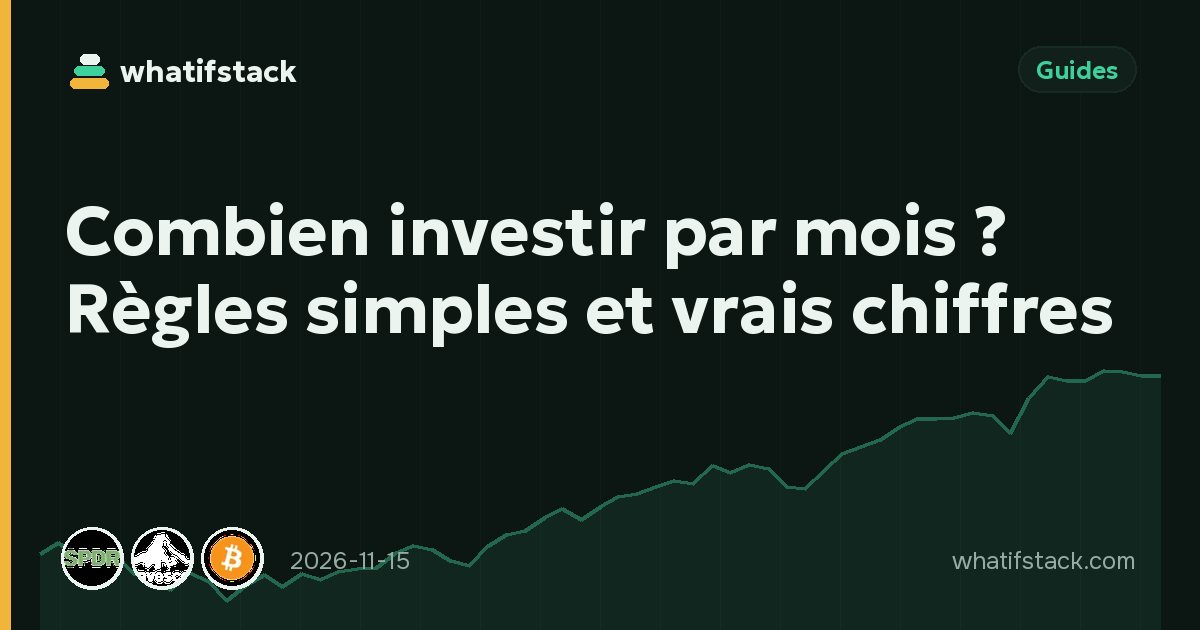 whatifstack
Guides
Combien investir par mois ?
Règles simples et vrais chiffres
SPDR
2026-11-15
whatifstack.com